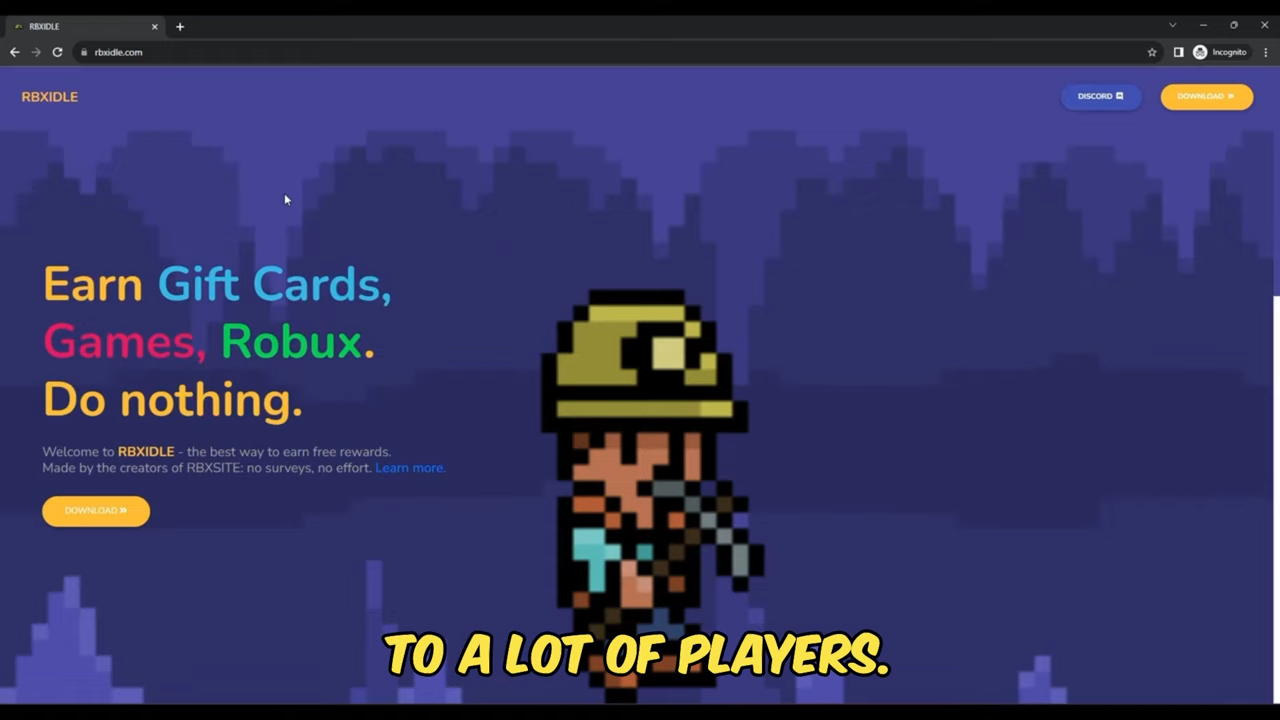 RBXIDLE
rbxidle.com
Incognito
RBXIDLE
DISCORD
DOWNLOAD »
Earn Gift Cards,
Games, Robux.
Do nothing.
Welcome to RBXIDLE - the best way to earn free rewards.
Made by the creators of RBXSITE: no surveys, no effort. Learn more.
DOWNLOAD »
TO A LOT OF PLAYERS.